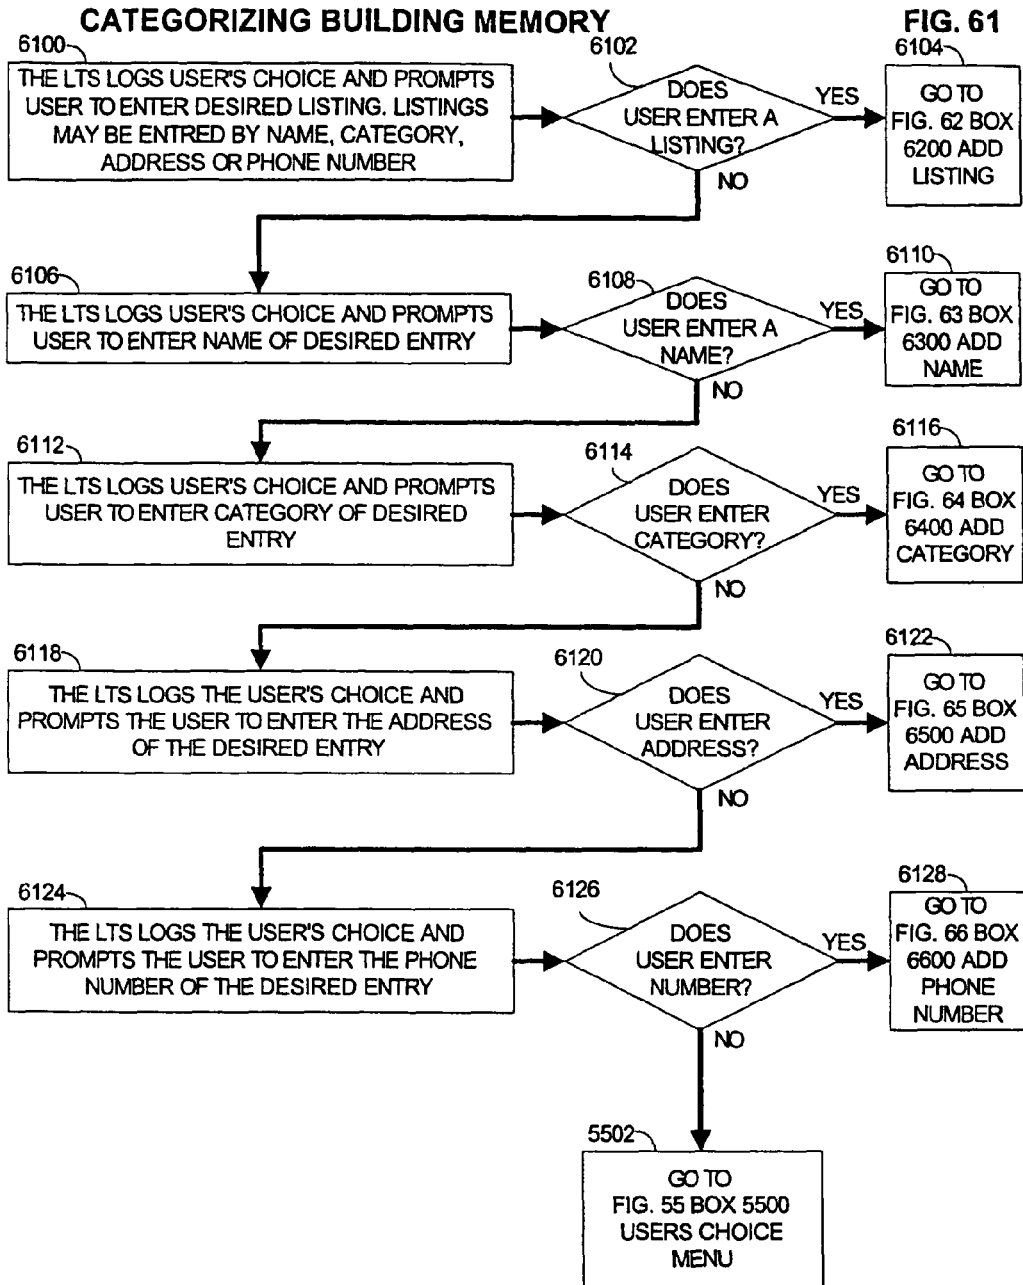 CATEGORIZING BUILDING MEMORY
FIG. 61
6100
THE LTS LOGS USER'S CHOICE AND PROMPTS
USER TO ENTER DESIRED LISTING. LISTINGS
MAY BE ENTRED BY NAME, CATEGORY,
ADDRESS OR PHONE NUMBER
6102
DOES
USER ENTER A
LISTING?
YES
NO
6104
GO TO
FIG. 62 BOX
6200 ADD
LISTING
6106
THE LTS LOGS USER'S CHOICE AND PROMPTS
USER TO ENTER NAME OF DESIRED ENTRY
6108
DOES
USER ENTER A
NAME?
YES
NO
6110
GO TO
FIG. 63 BOX
6300 ADD
NAME
6112
THE LTS LOGS USER'S CHOICE AND PROMPTS
USER TO ENTER CATEGORY OF DESIRED
ENTRY
6114
DOES
USER ENTER
CATEGORY?
YES
NO
6116
GO TO
FIG. 64 BOX
6400 ADD
CATEGORY
6118
THE LTS LOGS THE USER'S CHOICE AND
PROMPTS THE USER TO ENTER THE ADDRESS
OF THE DESIRED ENTRY
6120
DOES
USER ENTER
ADDRESS?
YES
NO
6122
GO TO
FIG. 65 BOX
6500 ADD
ADDRESS
6124
THE LTS LOGS THE USER'S CHOICE AND
PROMPTS THE USER TO ENTER THE PHONE
NUMBER OF THE DESIRED ENTRY
6126
DOES
USER ENTER
NUMBER?
YES
NO
6128
GO TO
FIG. 66 BOX
6600 ADD
PHONE
NUMBER
5502
GO TO
FIG. 55 BOX 5500
USERS CHOICE
MENU